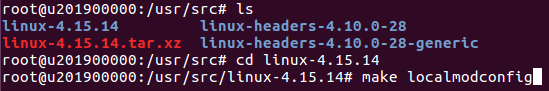 root@u201900000:/usr/src# ls
linux-4.15.14 linux-headers-4.10.0-28
linux-4.15.14.tar.xz linux-headers-4.10.0-28-generic
root@u201900000:/usr/src# cd linux-4.15.14
root@u201900000:/usr/src/linux-4.15.14# make localmodconfig